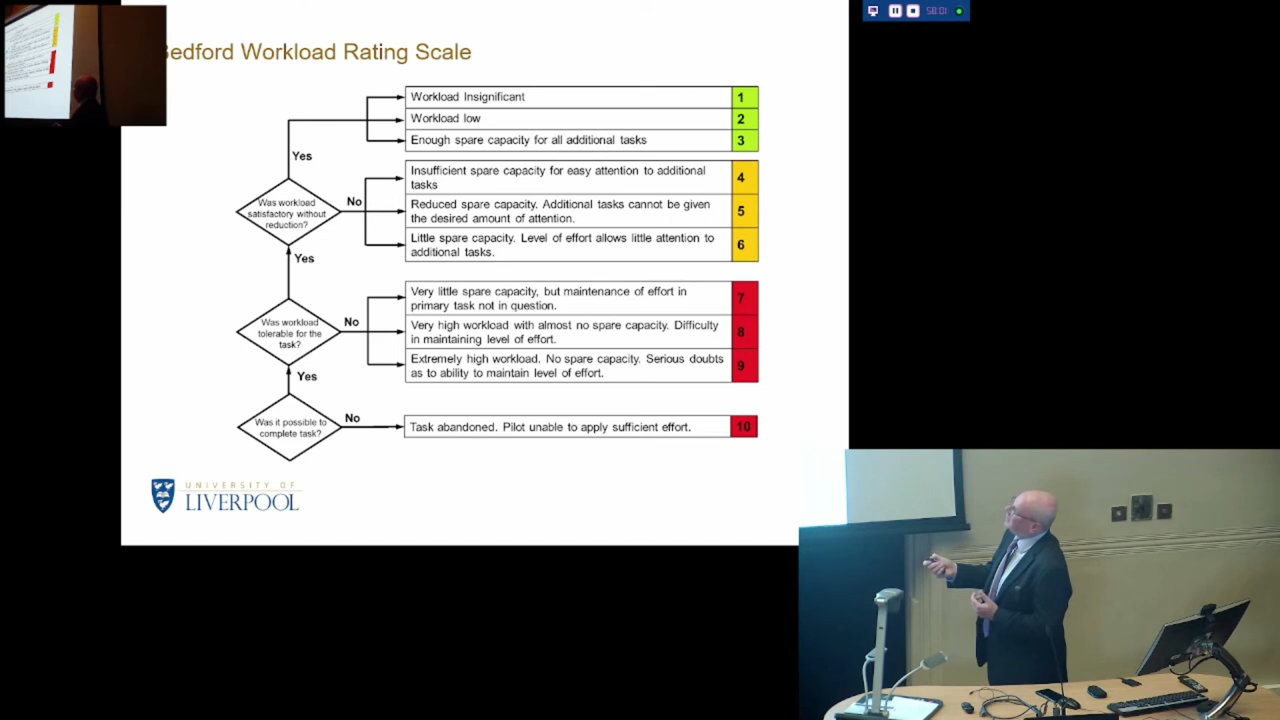 58:01
Bedford Workload Rating Scale
Workload Insignificant
1
Workload low
2
Enough spare capacity for all additional tasks
3
Yes
Insufficient spare capacity for easy attention to additional
tasks
4
Was workload
satisfactory without
reduction?
No
Reduced spare capacity. Additional tasks cannot be given
the desired amount of attention.
5
Little spare capacity. Level of effort allows little attention to
additional tasks.
6
Yes
Very little spare capacity, but maintenance of effort in
primary task not in question.
7
Was workload
tolerable for the
task?
No
Very high workload with almost no spare capacity. Difficulty
in maintaining level of effort.
8
Extremely high workload. No spare capacity. Serious doubts
as to ability to maintain level of effort.
9
Yes
Was it possible to
complete task?
No
Task abandoned. Pilot unable to apply sufficient effort.
10
UNIVERSITY OF
LIVERPOOL